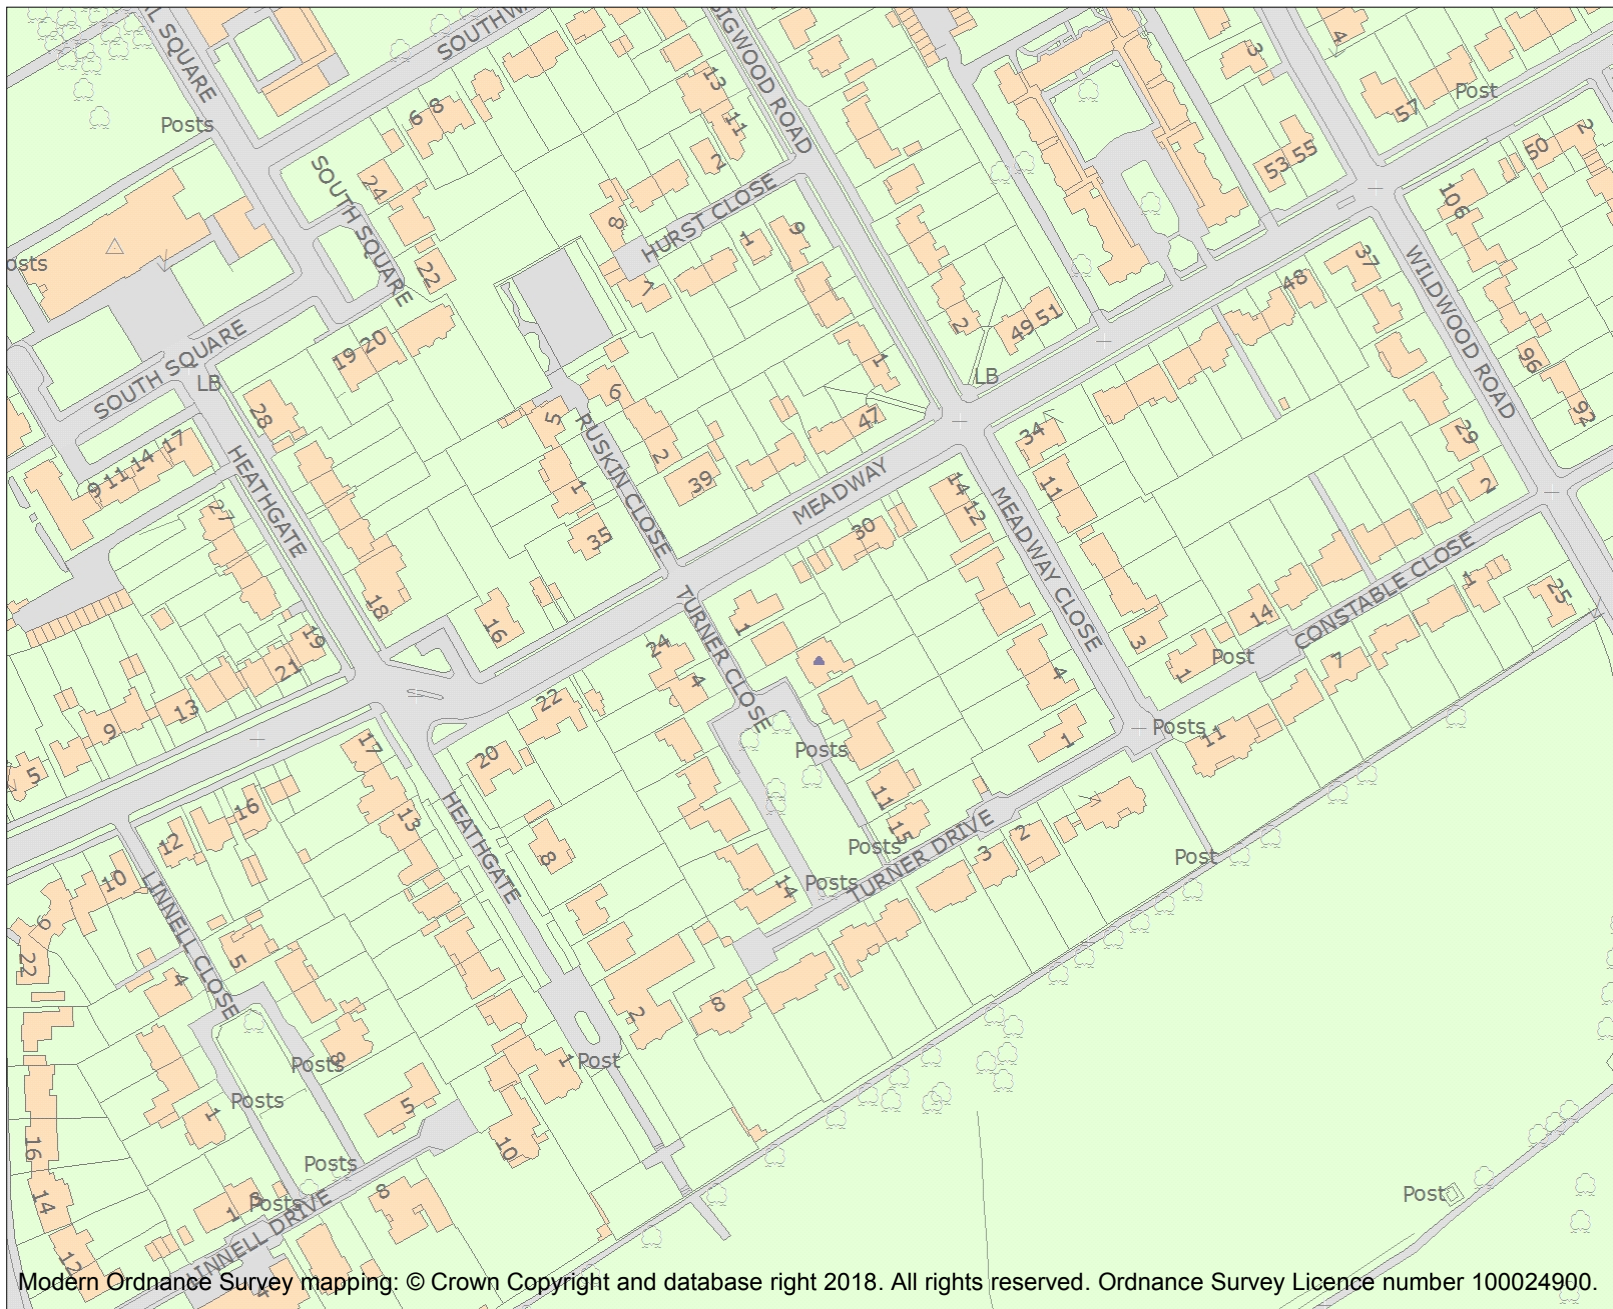 L SQUARE
SOUTHW
BIGWOOD ROAD
4
3
Post
57
13
6 8
11
Posts
2
50
2
53 55
24
SOUTH SQUARE
HURST CLOSE
106
8
9
1
osts
22
37
WILDWOOD ROAD
48
7
2
49 51
SOUTH SQUARE
19 20
1
96
LB
LB
28
6
5
47
92
34
29
17
14
11
9
HEATHGATE
RUSKIN CLOSE
2
39
MEADWAY
14
12
11
2
1
27
35
30
MEADWAY CLOSE
CONSTABLE CLOSE
1
25
18
16
TURNER CLOSE
1
14
19
24
3
21
4
4
1
Post
7
13
22
9
17
20
Posts
Posts
1
11
5
HEATHGATE
16
13
12
11
15
2
Posts
TURNER DRIVE
3
8
Post
10
LINNELL CLOSE
14
Posts
6
5
22
4
8
2
Posts
8
1
Post
Posts
5
1
16
10
Posts
14
8
Post
6
Posts
1
LINNELL DRIVE
12
4
Modern Ordnance Survey mapping: © Crown Copyright and database right 2018. All rights reserved. Ordnance Survey Licence number 100024900.